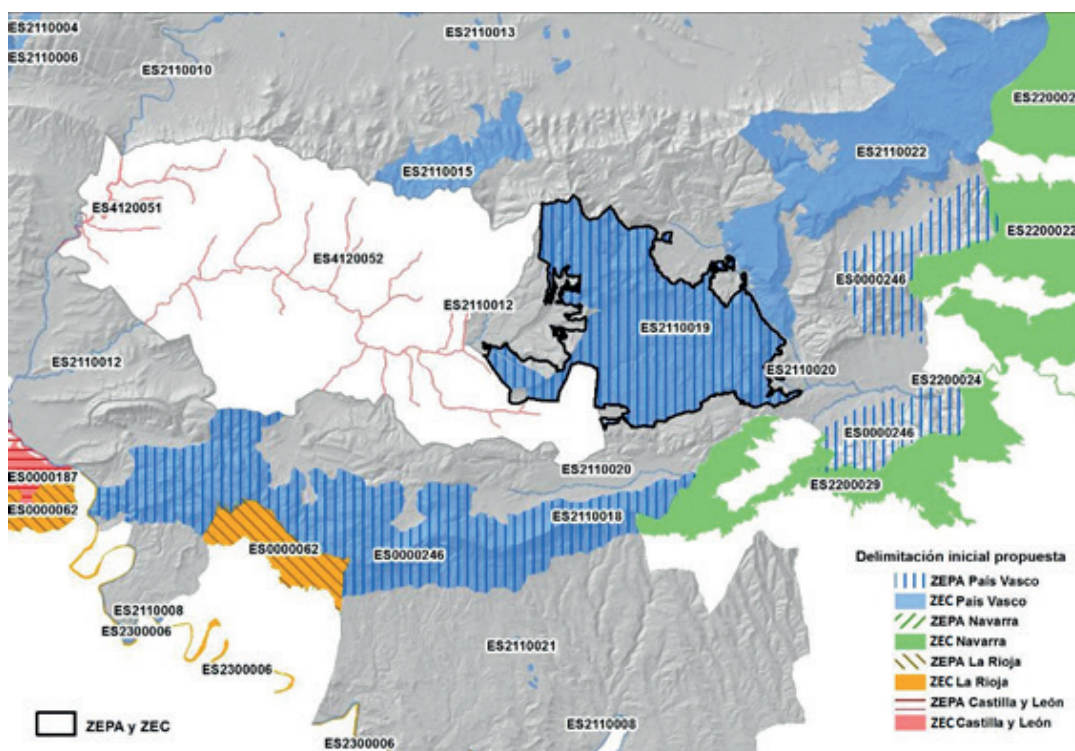 ES2110004
ES2110006
ES2110010
ES2110013
ES2110015
ES2110022
ES220002
ES4120051
ES4120052
ES2200022
ES0000246
ES2110012
ES2110019
ES2110012
ES2110020
ES2200024
ES0000246
ES2110020
ES2200029
ES0000187
ES0000062
ES2110018
ES0000062
ES0000246
ES2110008
ES2300006
ES2300006
ES2110021
ES2110008
ES2300006
Delimitación inicial propuesta
ZEPA País Vasco
ZEC País Vasco
ZEPA Navarra
ZEC Navarra
ZEPA La Rioja
ZEC La Rioja
ZEPA Castilla y León
ZEC Castilla y León
ZEPA y ZEC